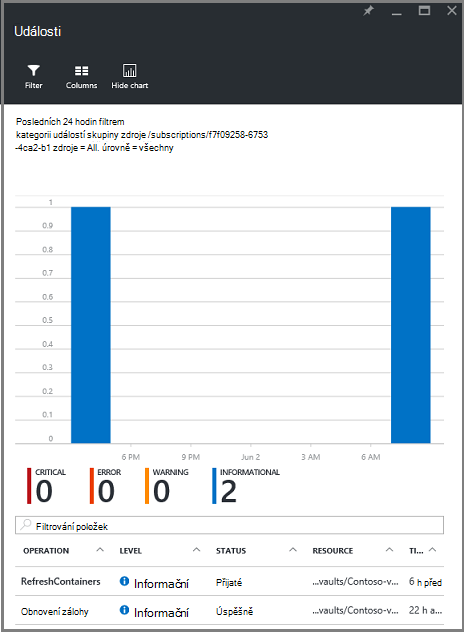 Události
Filter Columns Hide chart
Posledních 24 hodin filtrem
kategorii událostí skupiny zdroje /subscriptions/f7f09258-6753
-4ca2-b1 zdroje = All. úrovně = všechny
1
0.9
0.8
0.7
0.6
0.5
0.4
0.3
0.2
0.1
0
6 PM 9 PM Jun 2 3 AM 6 AM
CRITICAL ERROR WARNING INFORMATIONAL
0 0 0 2
Filtrování položek
OPERATION LEVEL STATUS RESOURCE TI...
RefreshContainers Informační Přijaté ...vaults/Contoso-v... 6 h před
Obnovení zálohy Informační Úspěšně ...vaults/Contoso-v... 22 h a...